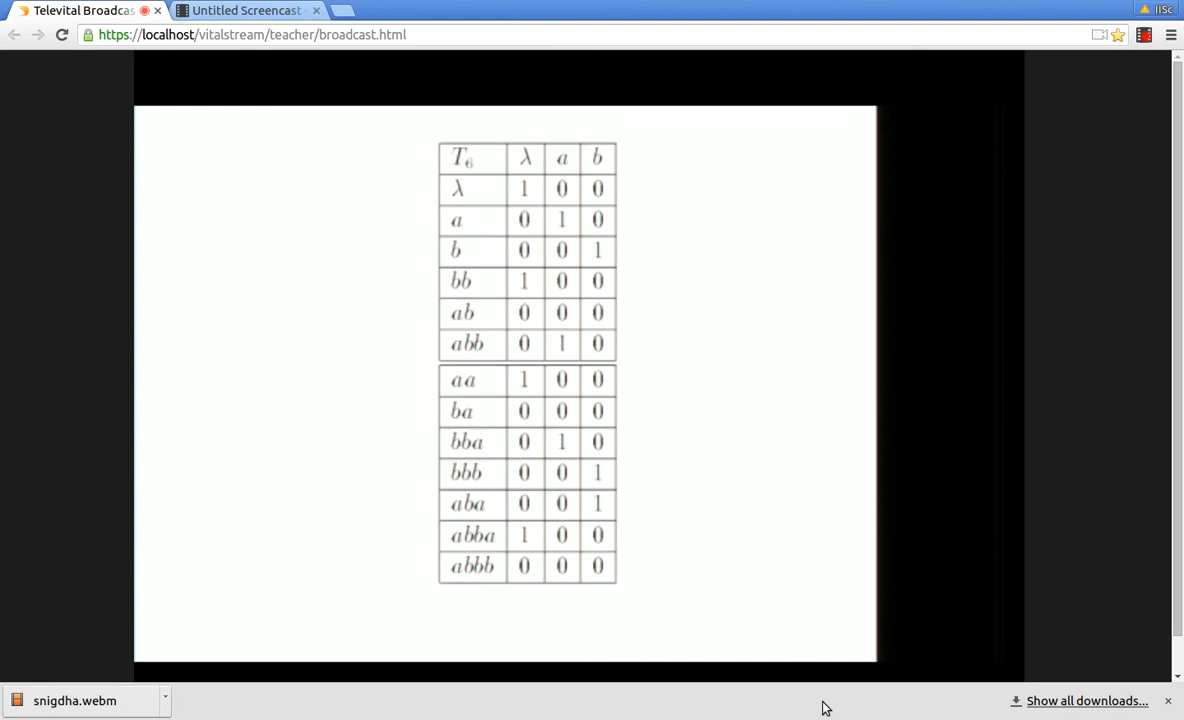 Televital Broadcas
Untitled Screencast
IISc
https://localhost/vitalstream/teacher/broadcast.html
T₆ λ a b
λ 1 0 0
a 0 1 0
b 0 0 1
bb 1 0 0
ab 0 0 0
abb 0 1 0
aa 1 0 0
ba 0 0 0
bba 0 1 0
bbb 0 0 1
aba 0 0 1
abba 1 0 0
abbb 0 0 0
snigdha.webm
Show all downloads...